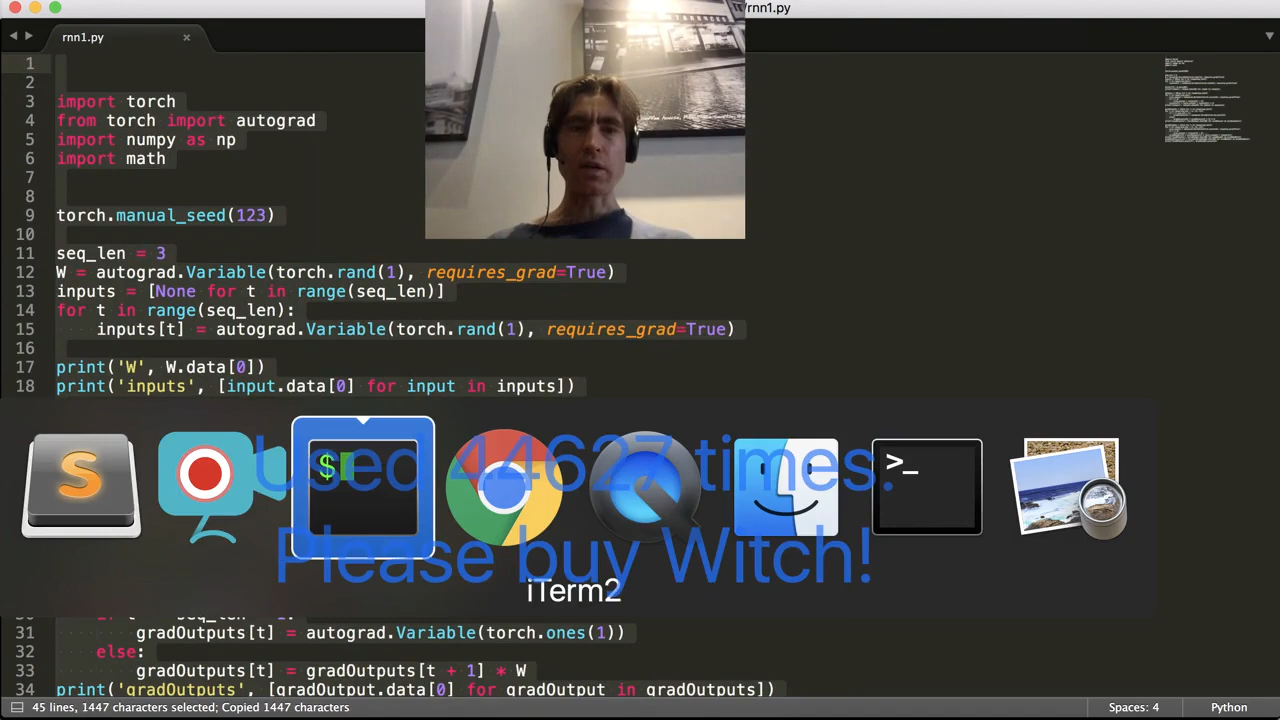 /rnn1.py
rnn1.py
1
2
3 import torch
4 from torch import autograd
5 import numpy as np
6 import math
7
8
9 torch.manual_seed(123)
10
11 seq_len = 3
12 W = autograd.Variable(torch.rand(1), requires_grad=True)
13 inputs = [None for t in range(seq_len)]
14 for t in range(seq_len):
15 inputs[t] = autograd.Variable(torch.rand(1), requires_grad=True)
16
17 print('W', W.data[0])
18 print('inputs', [input.data[0] for input in inputs])
S
$
>_
Used 44627 times.
Please buy Witch!
iTerm2
31 gradOutputs[t] = autograd.Variable(torch.ones(1))
32 else:
33 gradOutputs[t] = gradOutputs[t + 1] * W
34 print('gradOutputs', [gradOutput.data[0] for gradOutput in gradOutputs])
45 lines, 1447 characters selected; Copied 1447 characters
Spaces: 4
Python